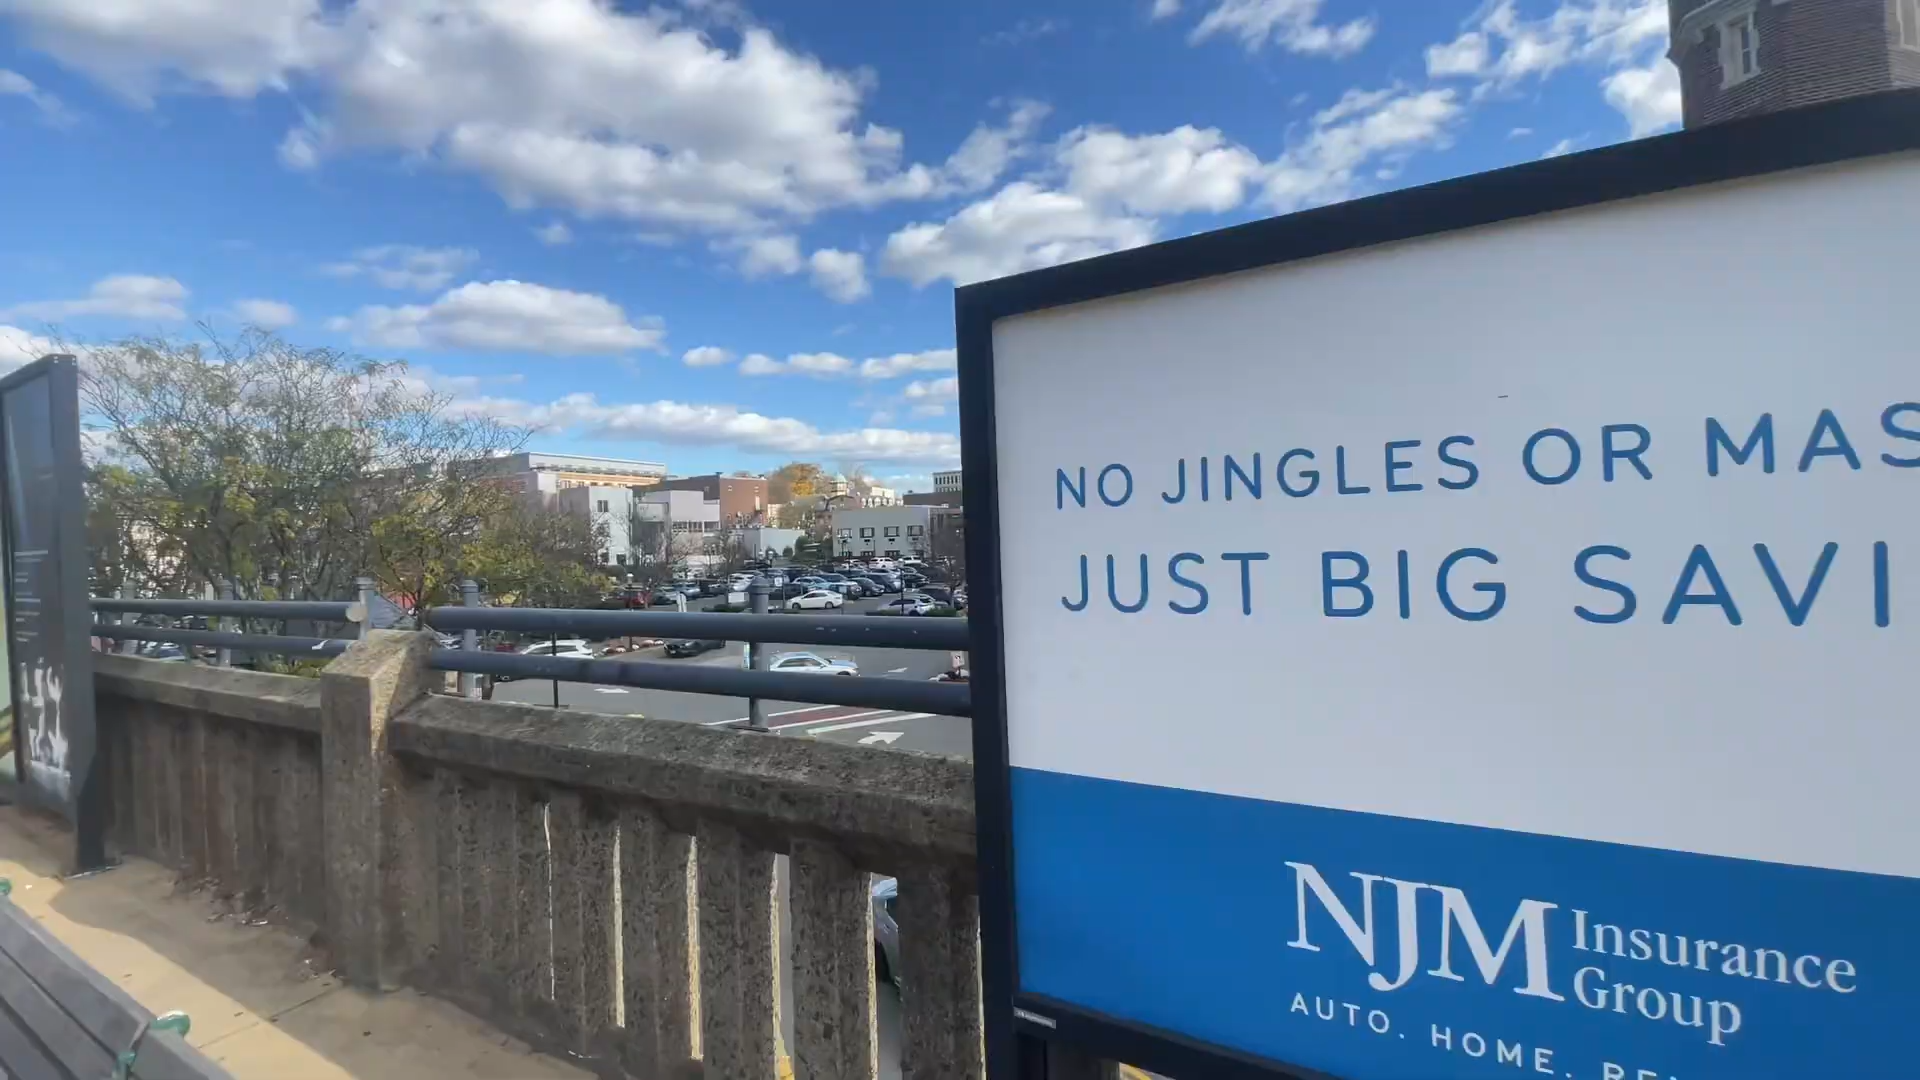 NO JINGLES OR MAS
JUST BIG SAVI
NJM Insurance
Group
AUTO. HOME.